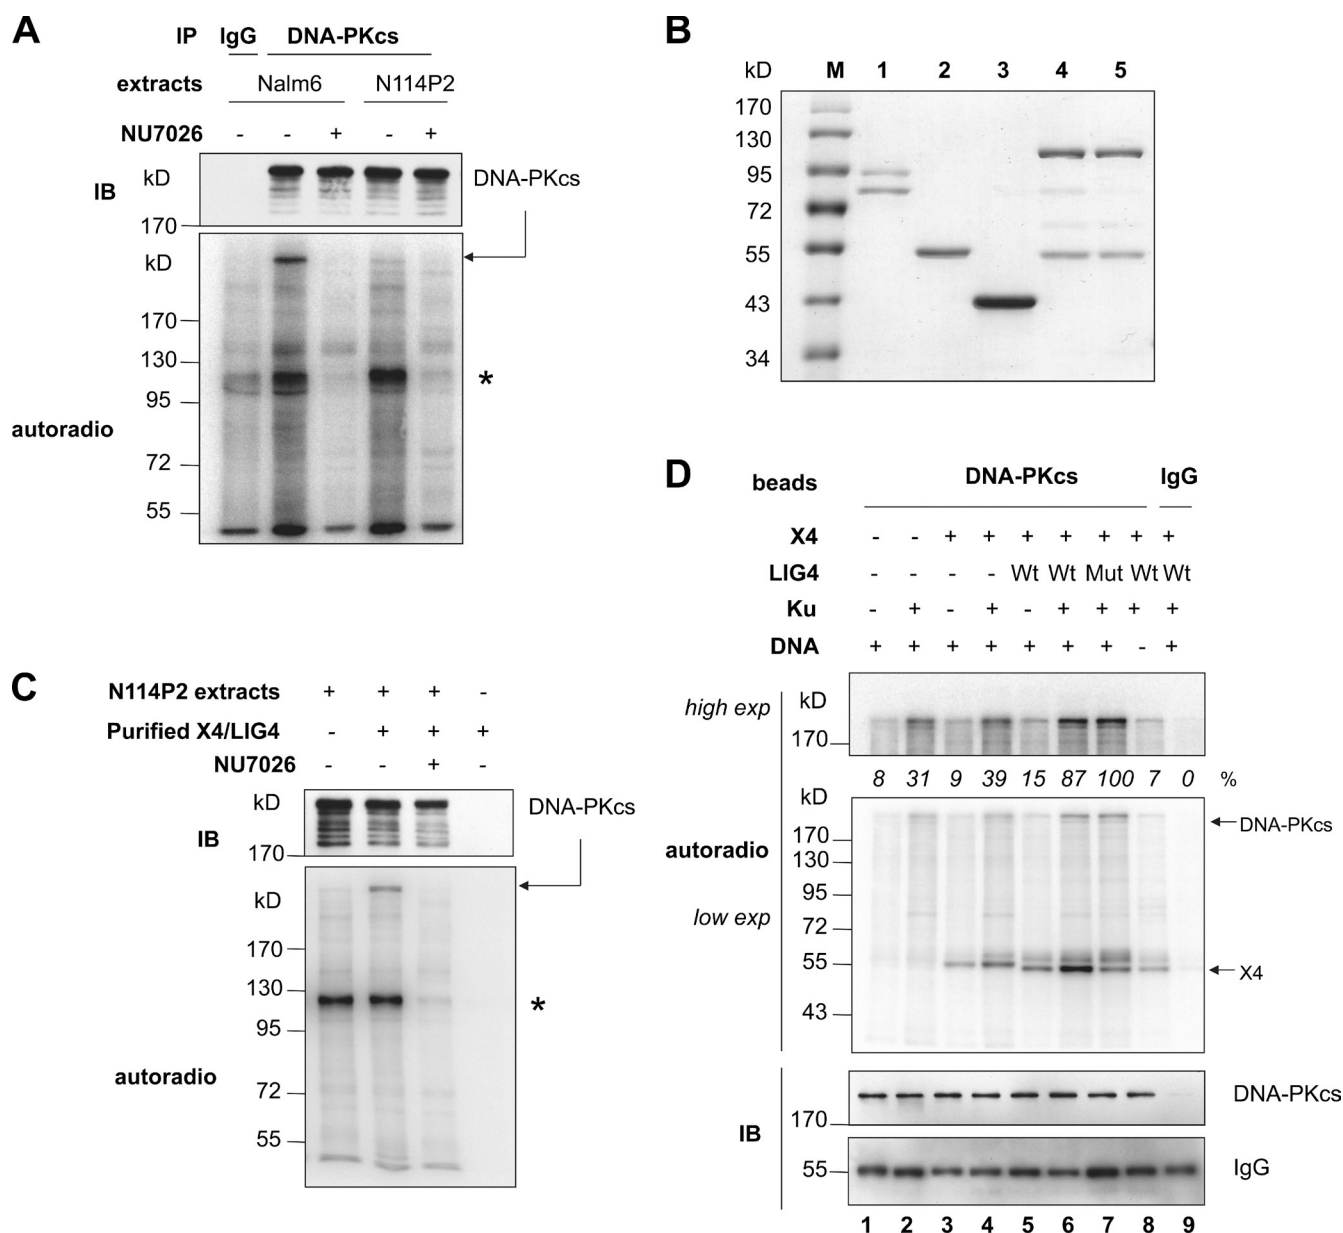 A
IP IgG DNA-PKcs
extracts Nalm6 N114P2
NU7026 - - + - +
IB kD DNA-PKcs
170
kD
170
130
*
95
autoradio
72
55
B
kD M 1 2 3 4 5
170
130
95
72
55
43
34
C
N114P2 extracts + + + -
Purified X4/LIG4 - + + +
NU7026 - - + -
kD DNA-PKcs
IB
170
kD
170
130
*
95
autoradio
72
55
D
beads DNA-PKcs IgG
X4 - - + + + + + + +
LIG4 - - - - Wt Wt Mut Wt Wt
Ku - + - + - + + + +
DNA + + + + + + + - +
high exp kD
170
8 31 9 39 15 87 100 7 0 %
kD
DNA-PKcs
170
autoradio 130
95
low exp 72
55 X4
43
DNA-PKcs
170
IB
55 IgG
1 2 3 4 5 6 7 8 9